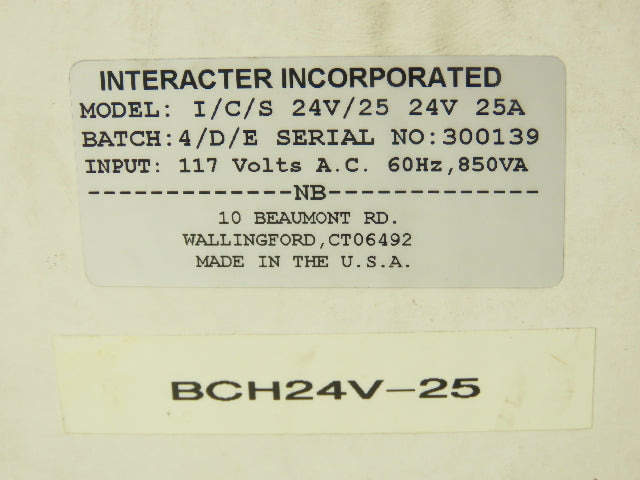 INTERACTER INCORPORATED
MODEL: I/C/S 24V/25 24V 25A
BATCH:4/D/E SERIAL NO:300139
INPUT: 117 Volts A.C. 60Hz,850VA
--------------NB--------------
10 BEAUMONT RD.
WALLINGFORD,CT06492
MADE IN THE U.S.A.
BCH24V-25